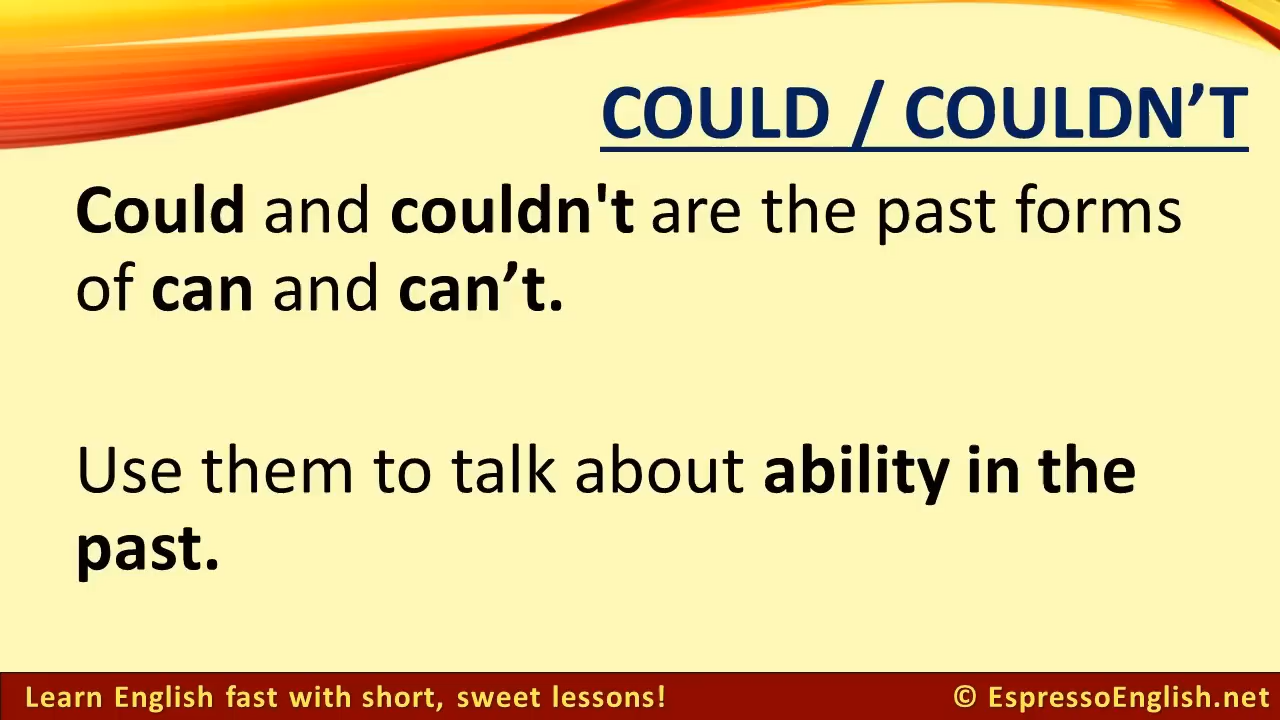 COULD / COULDN’T
Could and couldn't are the past forms
of can and can’t.
Use them to talk about ability in the
past.
Learn English fast with short, sweet lessons!
© EspressoEnglish.net